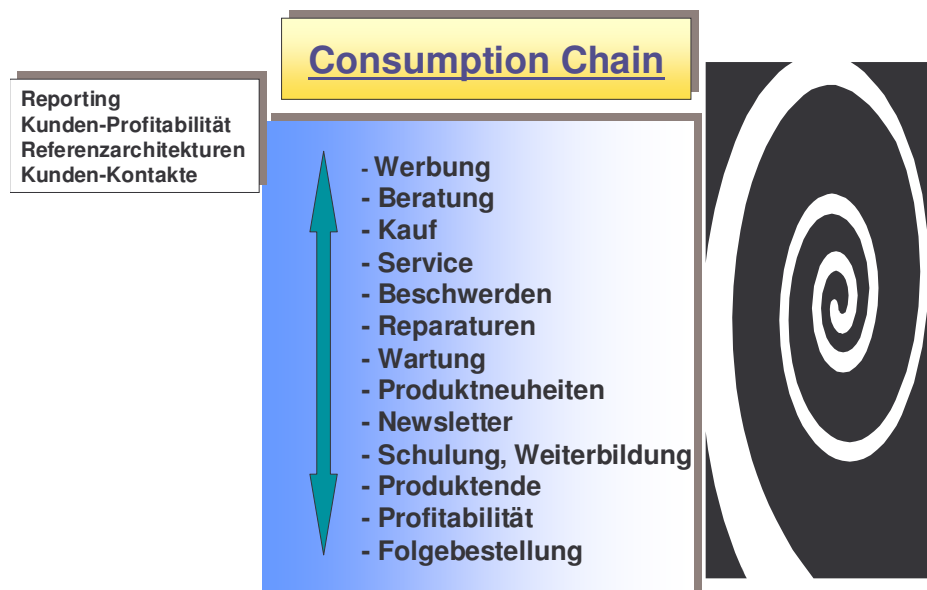 Consumption Chain
Reporting
Kunden-Profitabilität
Referenzarchitekturen
Kunden-Kontakte
- Werbung
- Beratung
- Kauf
- Service
- Beschwerden
- Reparaturen
- Wartung
- Produktneuheiten
- Newsletter
- Schulung, Weiterbildung
- Produktende
- Profitabilität
- Folgebestellung